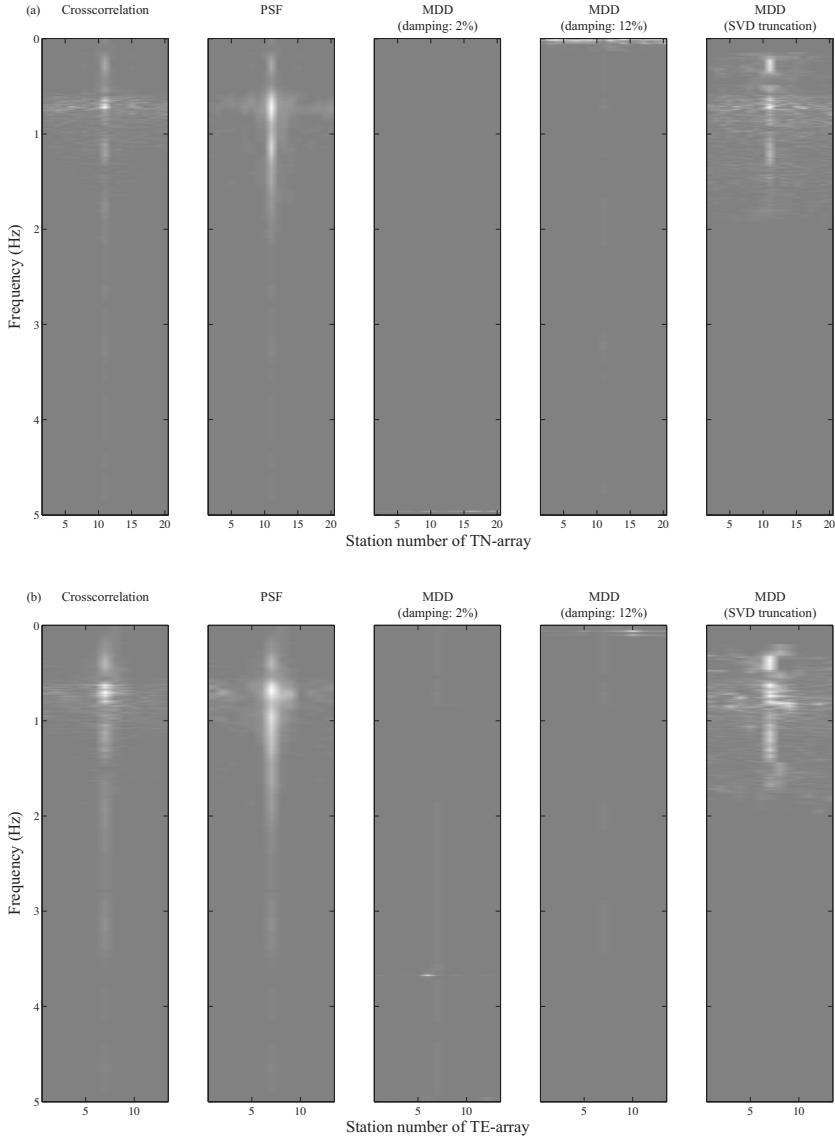 (a) Crosscorrelation PSF MDD MDD MDD
(damping: 2%) (damping: 12%) (SVD truncation)
0
1
2
3
4
5
Frequency (Hz)
5 10 15 20 5 10 15 20 5 10 15 20 5 10 15 20 5 10 15 20
Station number of TN-array
(b) Crosscorrelation PSF MDD MDD MDD
(damping: 2%) (damping: 12%) (SVD truncation)
0
1
2
3
4
5
Frequency (Hz)
5 10 5 10 5 10 5 10 5 10
Station number of TE-array